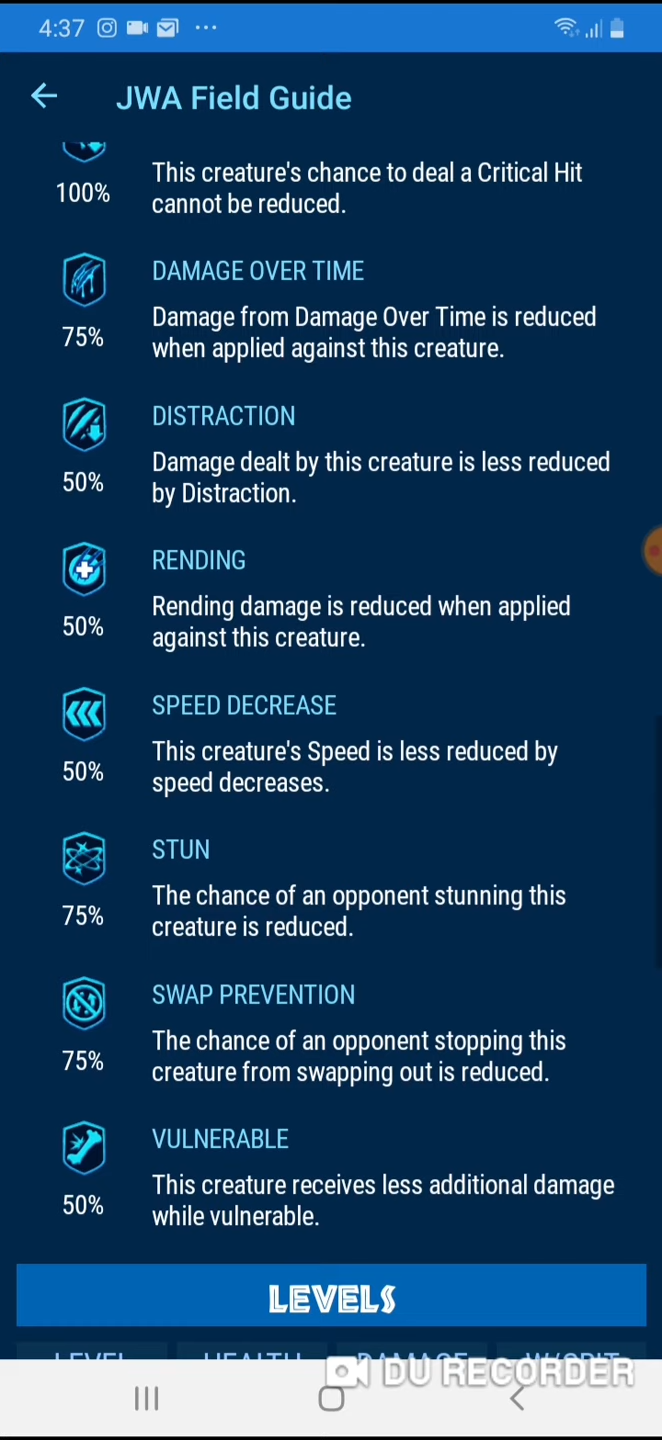 4:37
JWA Field Guide
This creature's chance to deal a Critical Hit
100%
cannot be reduced.
DAMAGE OVER TIME
Damage from Damage Over Time is reduced
75%
when applied against this creature.
DISTRACTION
Damage dealt by this creature is less reduced
50%
by Distraction.
RENDING
Rending damage is reduced when applied
50%
against this creature.
SPEED DECREASE
This creature's Speed is less reduced by
50%
speed decreases.
STUN
The chance of an opponent stunning this
75%
creature is reduced.
SWAP PREVENTION
The chance of an opponent stopping this
75%
creature from swapping out is reduced.
VULNERABLE
This creature receives less additional damage
50%
while vulnerable.
LEVELS
LEVEL HEALTH DAMAGE W/CRIT
DU RECORDER